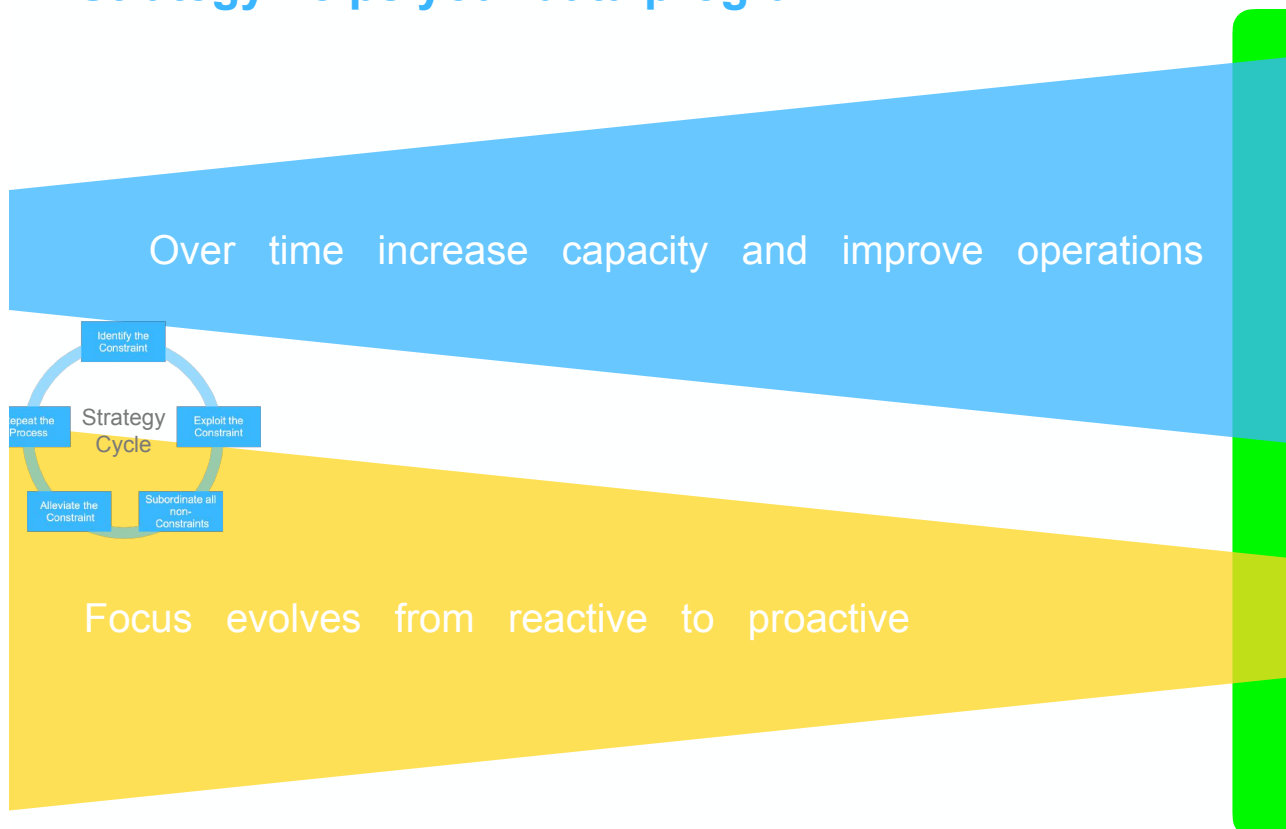 Over time increase capacity and improve operations
Identify the
Constraint
Strategy
Cycle
Exploit the
Constraint
Process
Alleviate the
Constraint
Subordinate all
non-
Constraints
Focus evolves from reactive to proactive